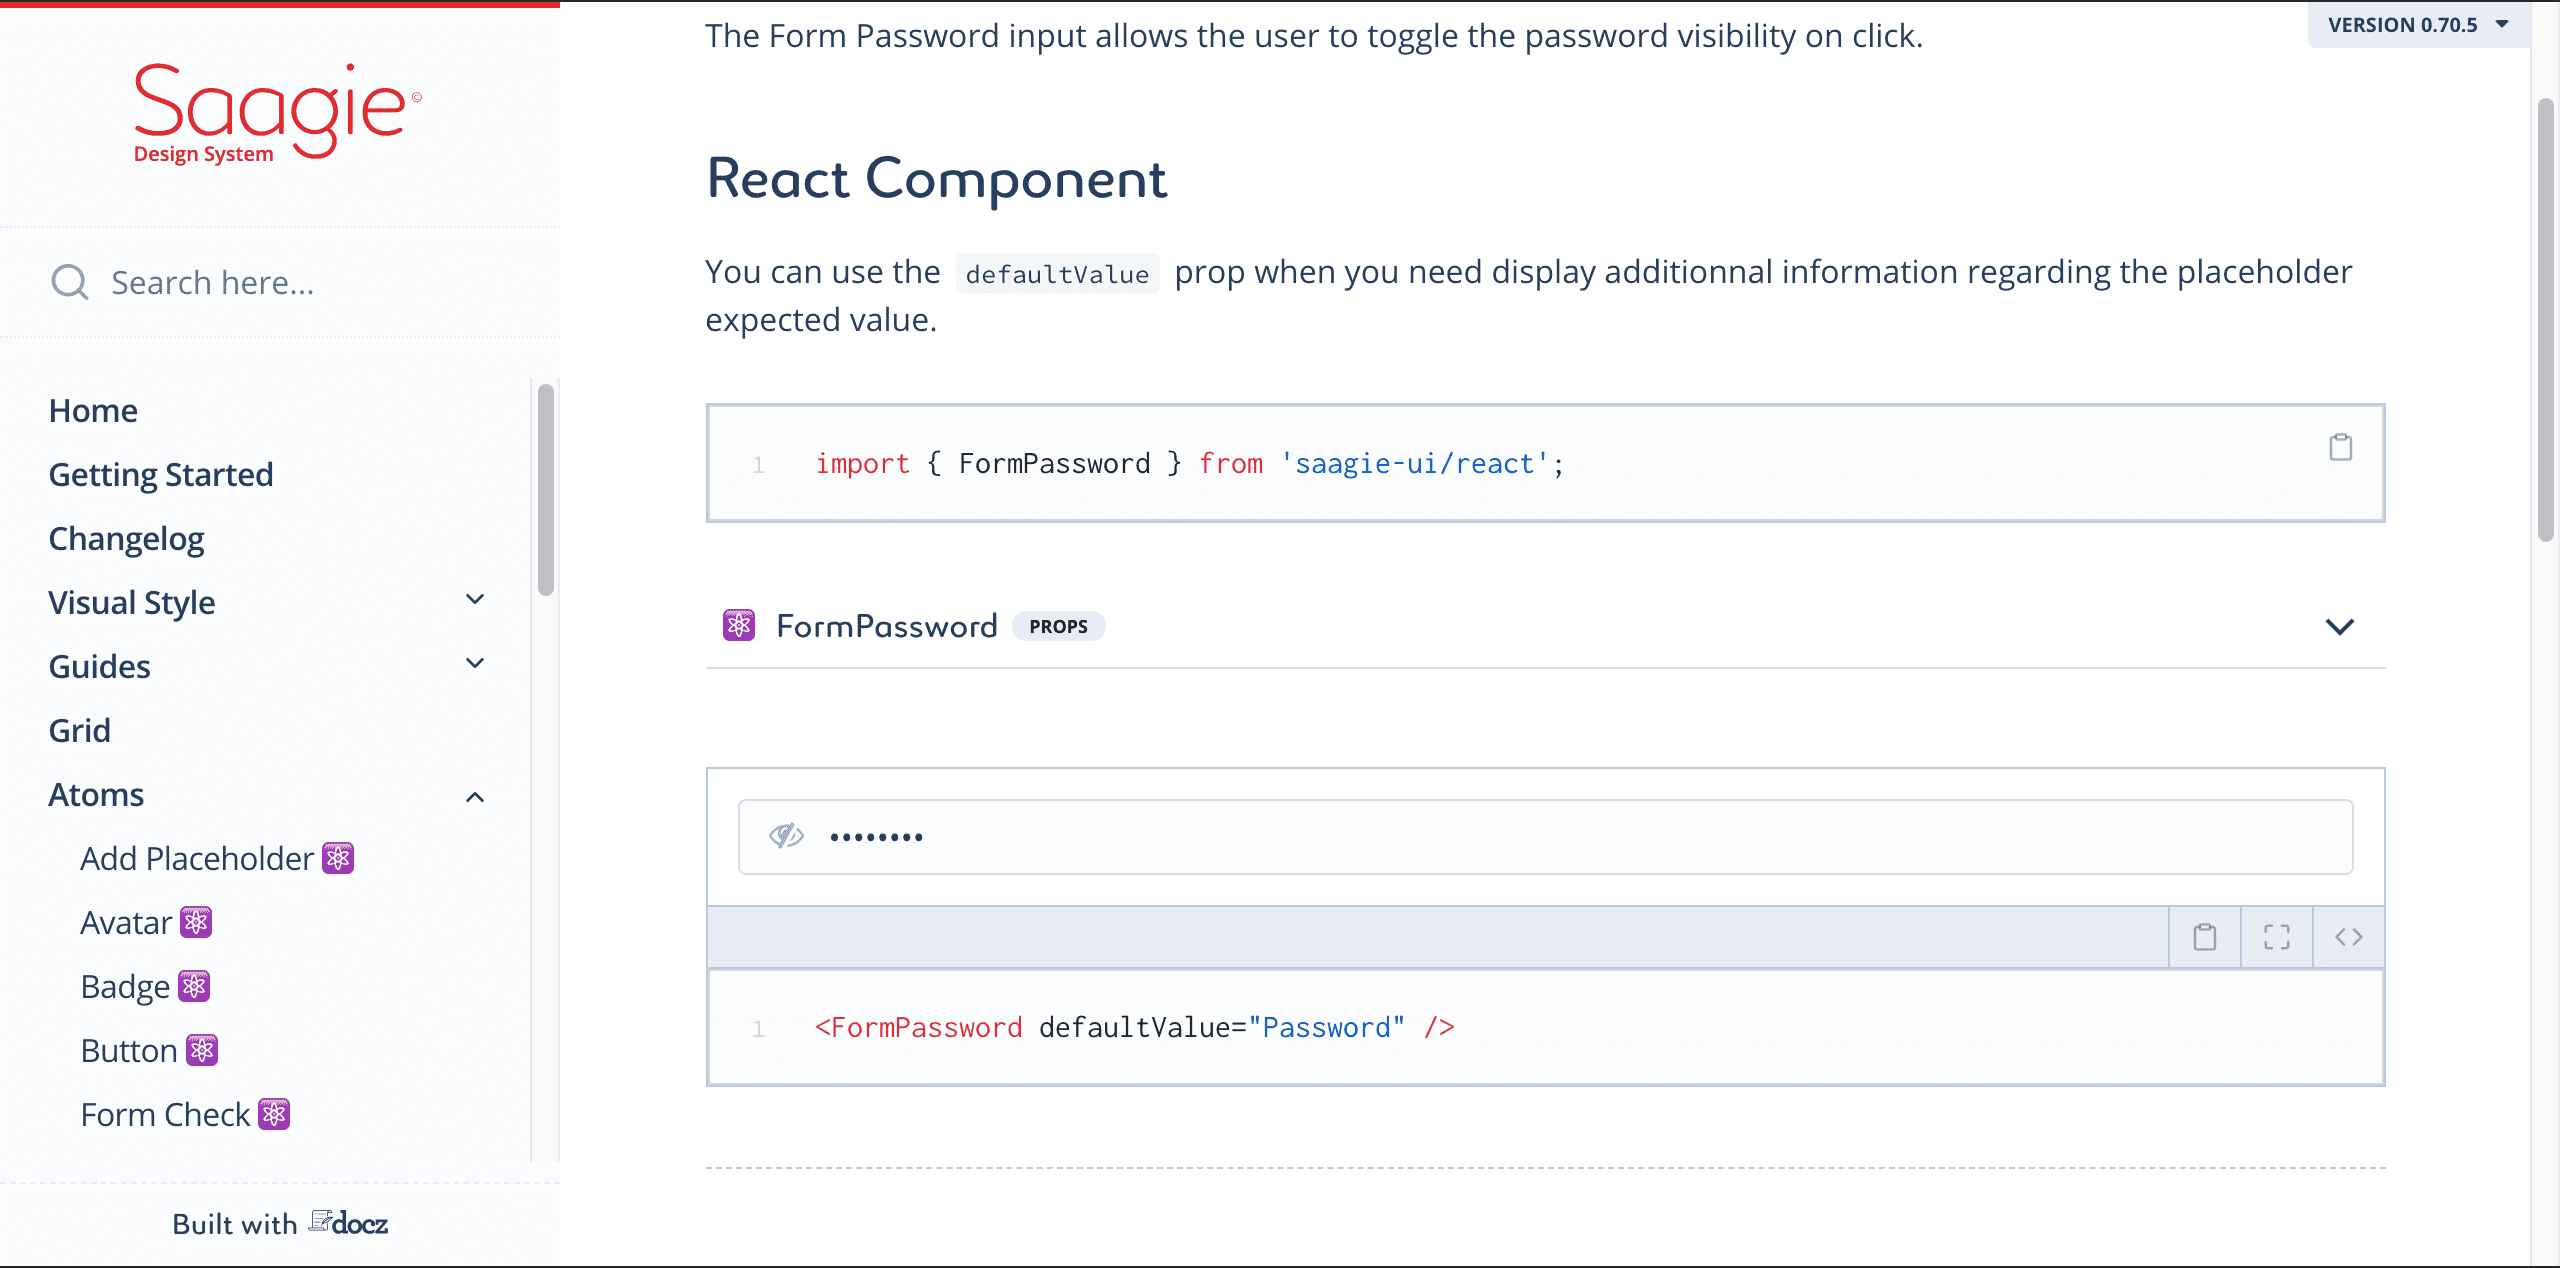 Saagie©
Design System
Search here...
Home
Getting Started
Changelog
Visual Style
Guides
Grid
Atoms
Add Placeholder
Avatar
Badge
Button
Form Check
Built with docz
VERSION 0.70.5
The Form Password input allows the user to toggle the password visibility on click.
React Component
You can use the defaultValue prop when you need display additionnal information regarding the placeholder
expected value.
1 import { FormPassword } from 'saagie-ui/react';
FormPassword PROPS
••••••••
1 <FormPassword defaultValue="Password" />